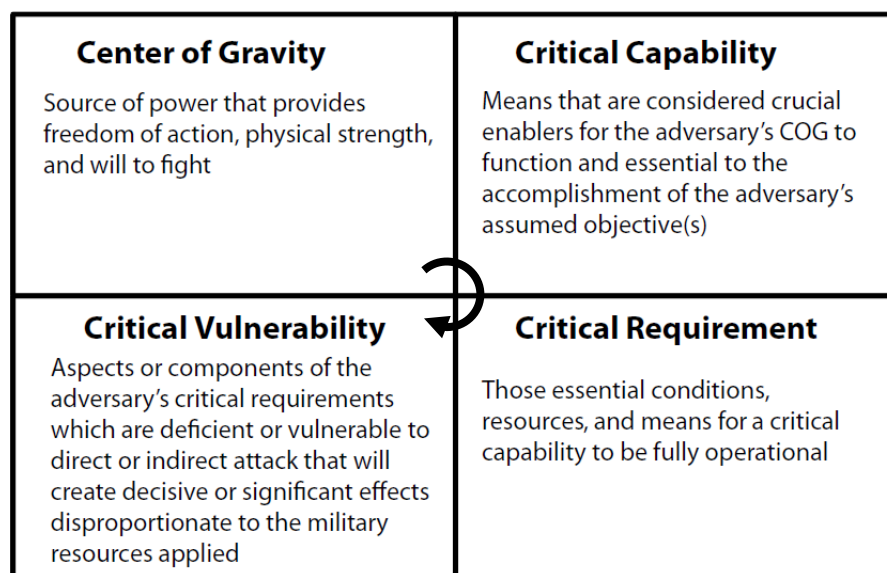 Center of Gravity
Source of power that provides
freedom of action, physical strength,
and will to fight
Critical Capability
Means that are considered crucial
enablers for the adversary’s COG to
function and essential to the
accomplishment of the adversary’s
assumed objective(s)
Critical Vulnerability
Aspects or components of the
adversary’s critical requirements
which are deficient or vulnerable to
direct or indirect attack that will
create decisive or significant effects
disproportionate to the military
resources applied
Critical Requirement
Those essential conditions,
resources, and means for a critical
capability to be fully operational